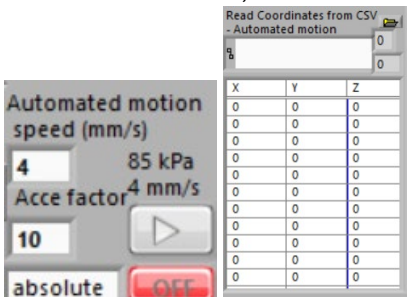 Automated motion
speed (mm/s)
4
85 kPa
4 mm/s
Acce factor
10
absolute
OFF
Read Coordinates from CSV
- Automated motion
0
0
X Y Z
0 0 0
0 0 0
0 0 0
0 0 0
0 0 0
0 0 0
0 0 0
0 0 0
0 0 0
0 0 0
0 0 0